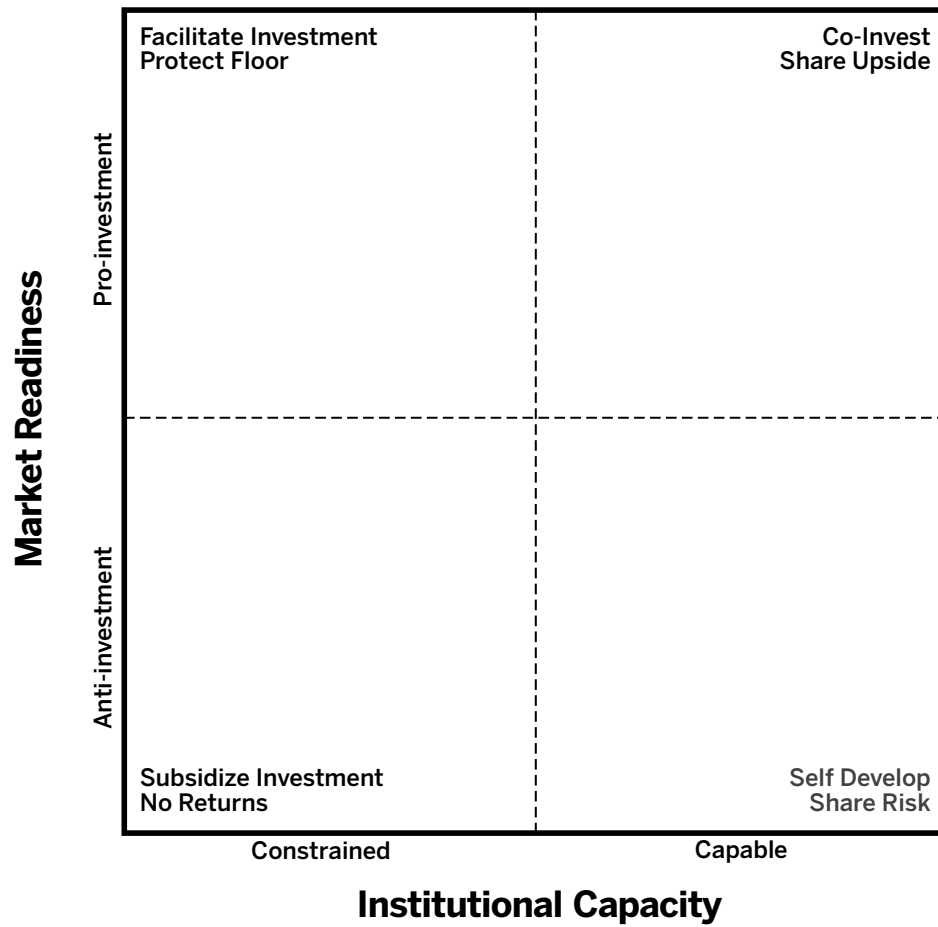 Facilitate Investment
Protect Floor
Co-Invest
Share Upside
Pro-investment
Market Readiness
Anti-investment
Subsidize Investment
No Returns
Self Develop
Share Risk
Constrained
Capable
Institutional Capacity